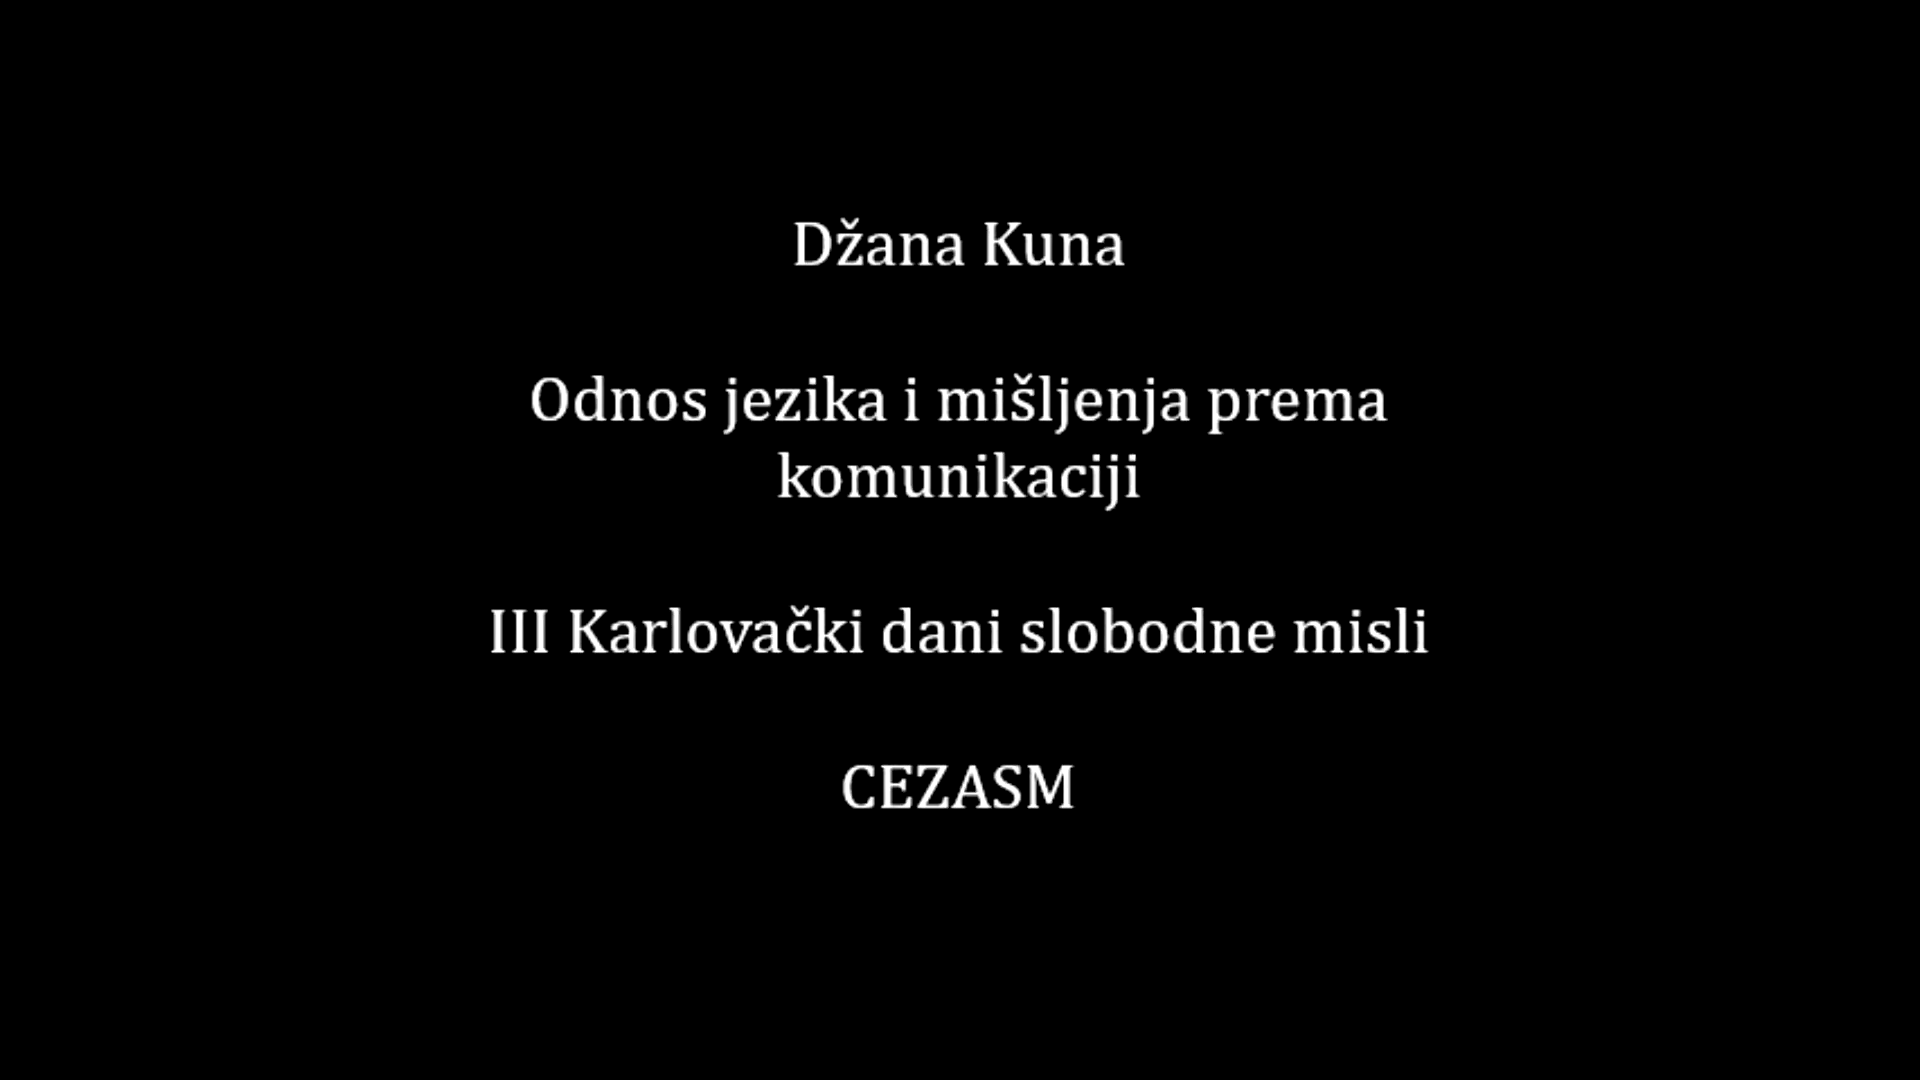 Džana Kuna
Odnos jezika i mišljenja prema
komunikaciji
III Karlovački dani slobodne misli
CEZASM